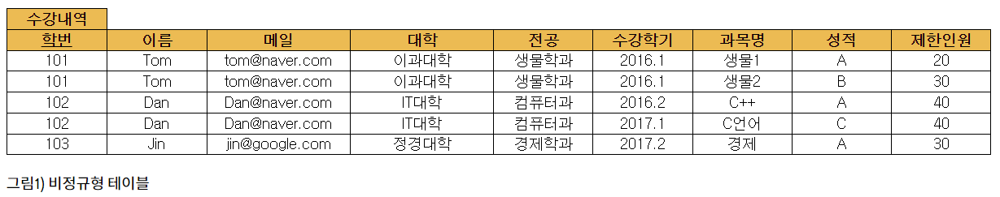 수강내역
학번 이름 메일 대학 전공 수강학기 과목명 성적 제한인원
101 Tom tom@naver.com 이과대학 생물학과 2016.1 생물1 A 20
101 Tom tom@naver.com 이과대학 생물학과 2016.1 생물2 B 30
102 Dan Dan@naver.com IT대학 컴퓨터과 2016.2 C++ A 40
102 Dan Dan@naver.com IT대학 컴퓨터과 2017.1 C언어 C 40
103 Jin jin@google.com 정경대학 경제학과 2017.2 경제 A 30
그림1) 비정규형 테이블